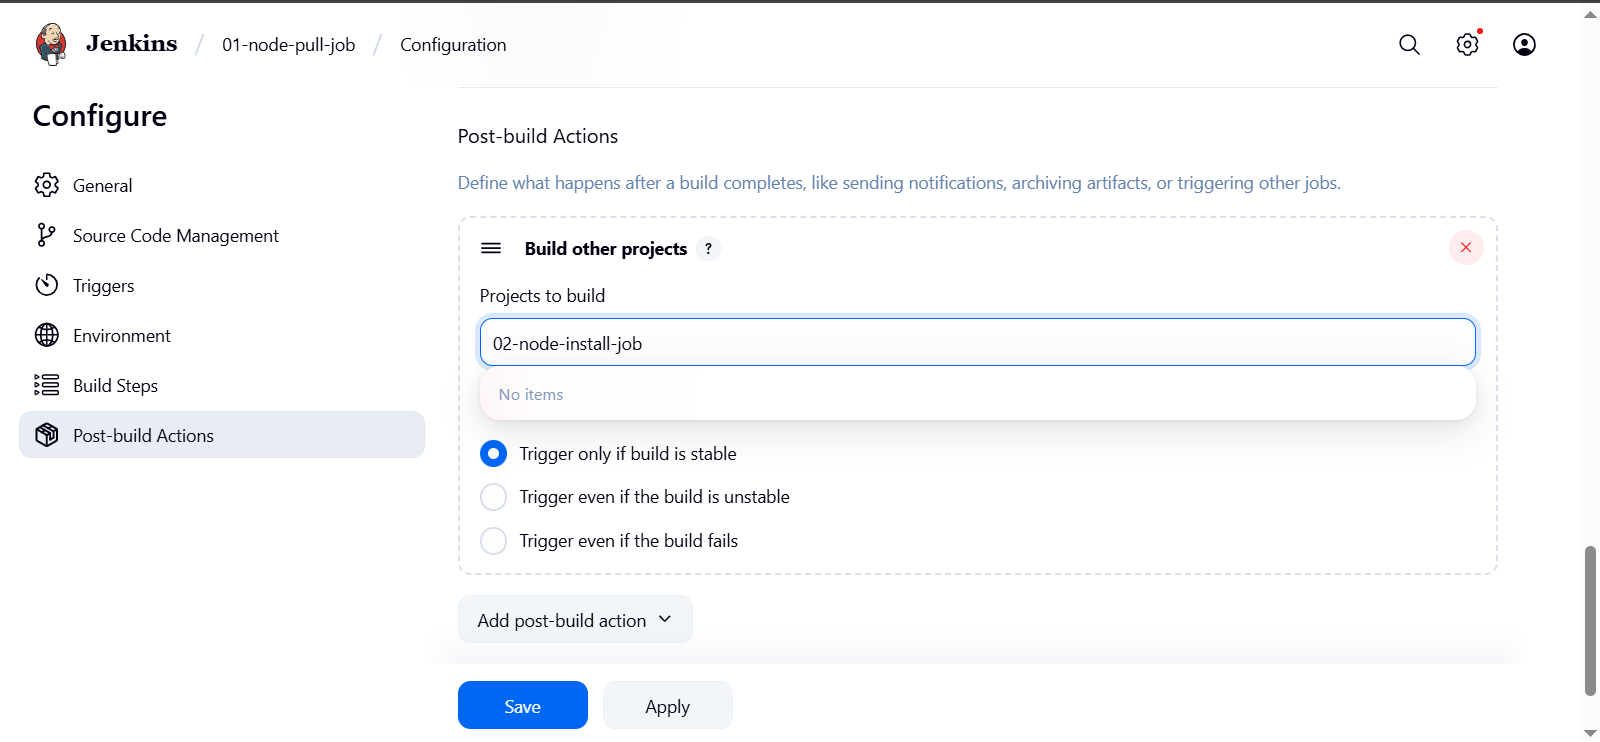 Jenkins / 01-node-pull-job / Configuration
Configure
General
Source Code Management
Triggers
Environment
Build Steps
Post-build Actions
Post-build Actions
Define what happens after a build completes, like sending notifications, archiving artifacts, or triggering other jobs.
Build other projects ?
Projects to build
02-node-install-job
No items
Trigger only if build is stable
Trigger even if the build is unstable
Trigger even if the build fails
Add post-build action
Save Apply